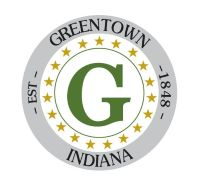 GREENTOWN
- EST -
G
- 1848 -
INDIANA